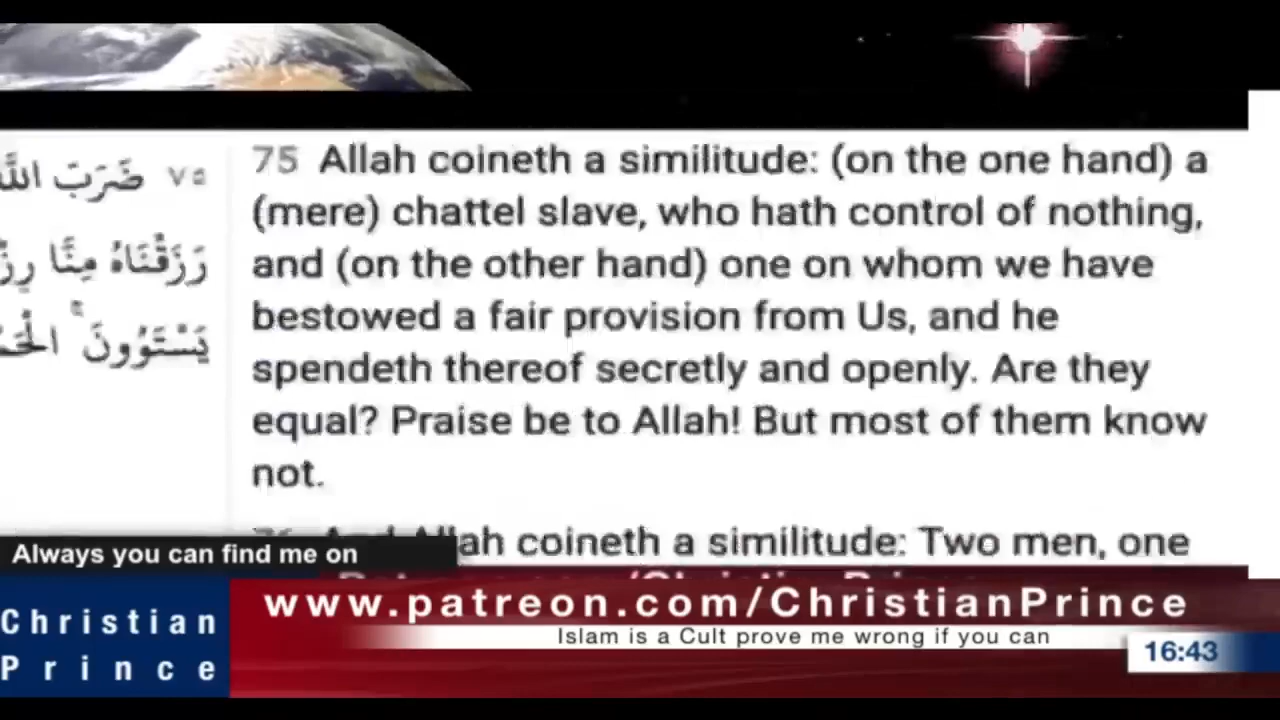 ٧٥ ضَرَبَ اللَّهُ
رَزَقْنَاهُ مِنَّا
يَسْتَوُونَ ۚ
75 Allah coineth a similitude: (on the one hand) a
(mere) chattel slave, who hath control of nothing,
and (on the other hand) one on whom we have
bestowed a fair provision from Us, and he
spendeth thereof secretly and openly. Are they
equal? Praise be to Allah! But most of them know
not.
coineth a similitude: Two men, one
Always you can find me on
www.patreon.com/ChristianPrince
Islam is a Cult prove me wrong if you can
Christian
Prince
16:43